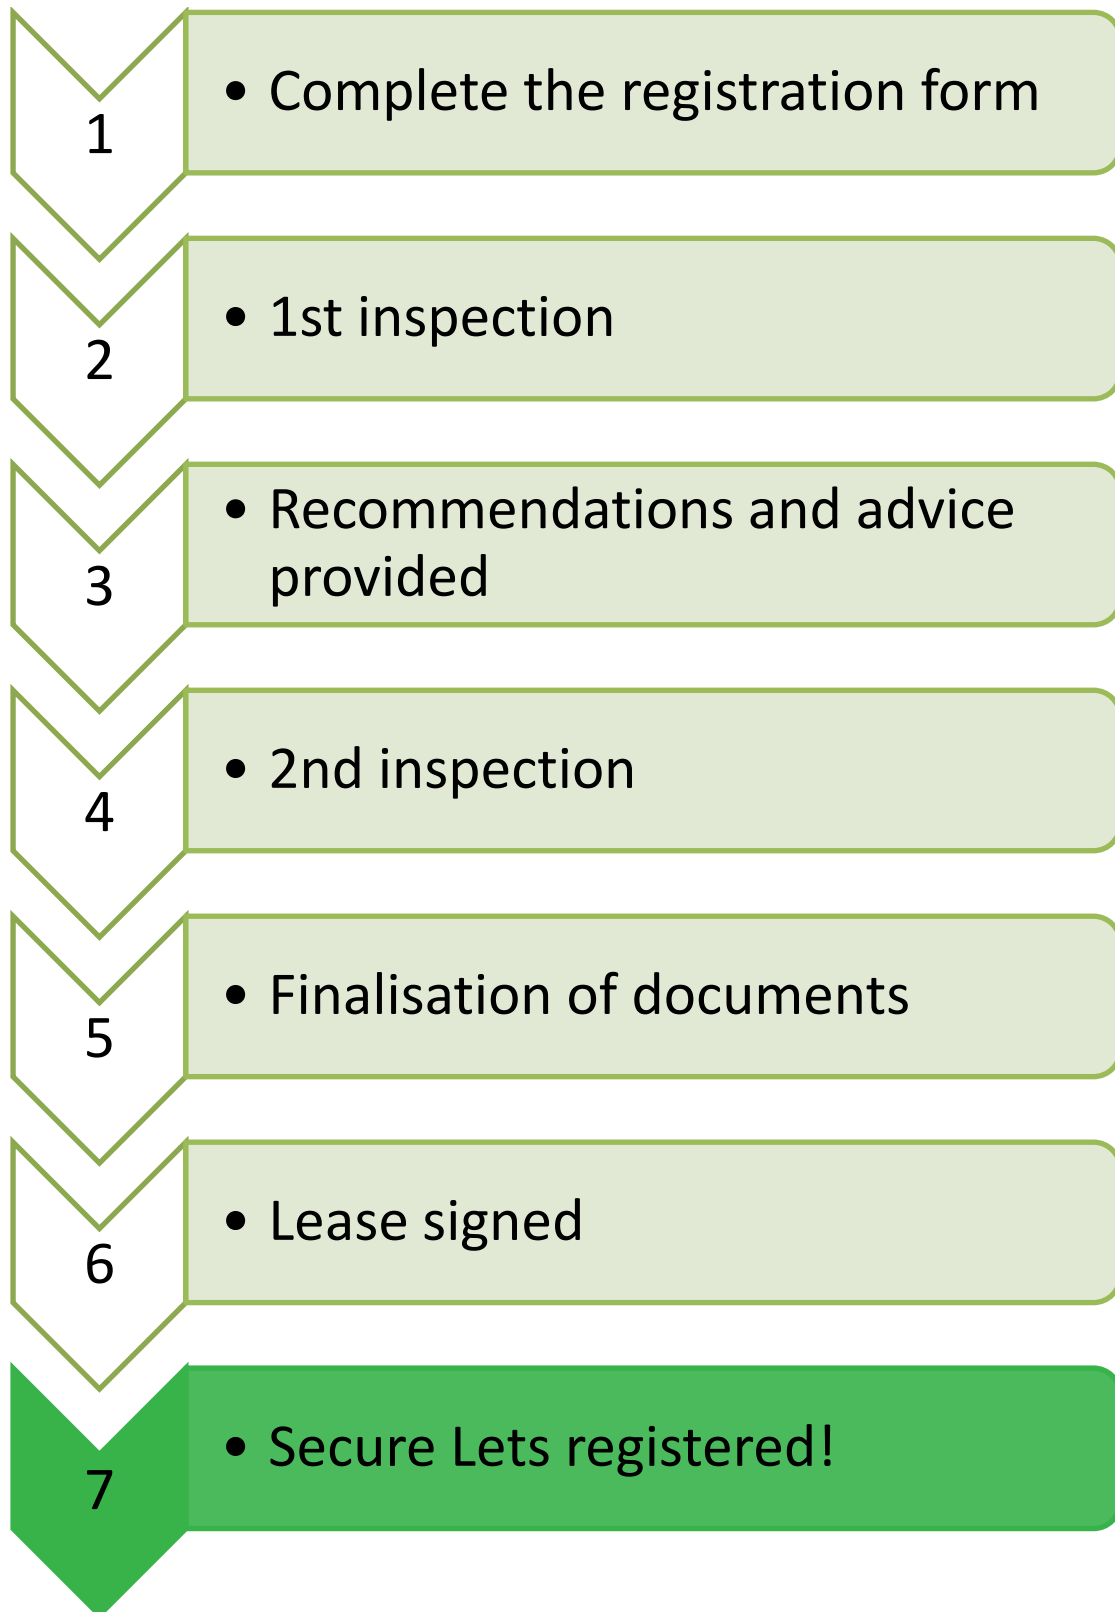 1
• Complete the registration form
2
• 1st inspection
3
• Recommendations and advice
provided
4
• 2nd inspection
5
• Finalisation of documents
6
• Lease signed
7
• Secure Lets registered!